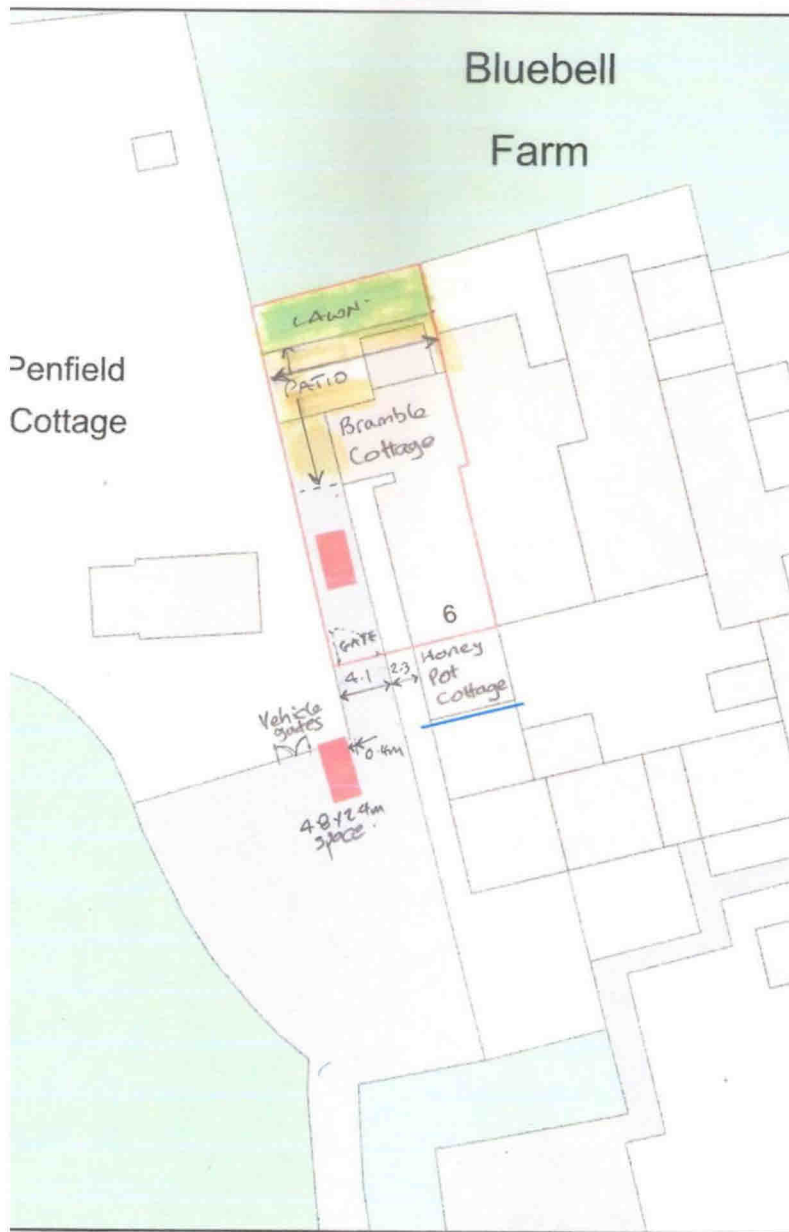 Bluebell
Farm
LAWN
Penfield
Cottage
PATIO
Bramble
Cottage
6
GATE
4.1
2.3
Honey
Pot
Cottage
Vehicle
gates
0.4m
4.8x2.4m
space.